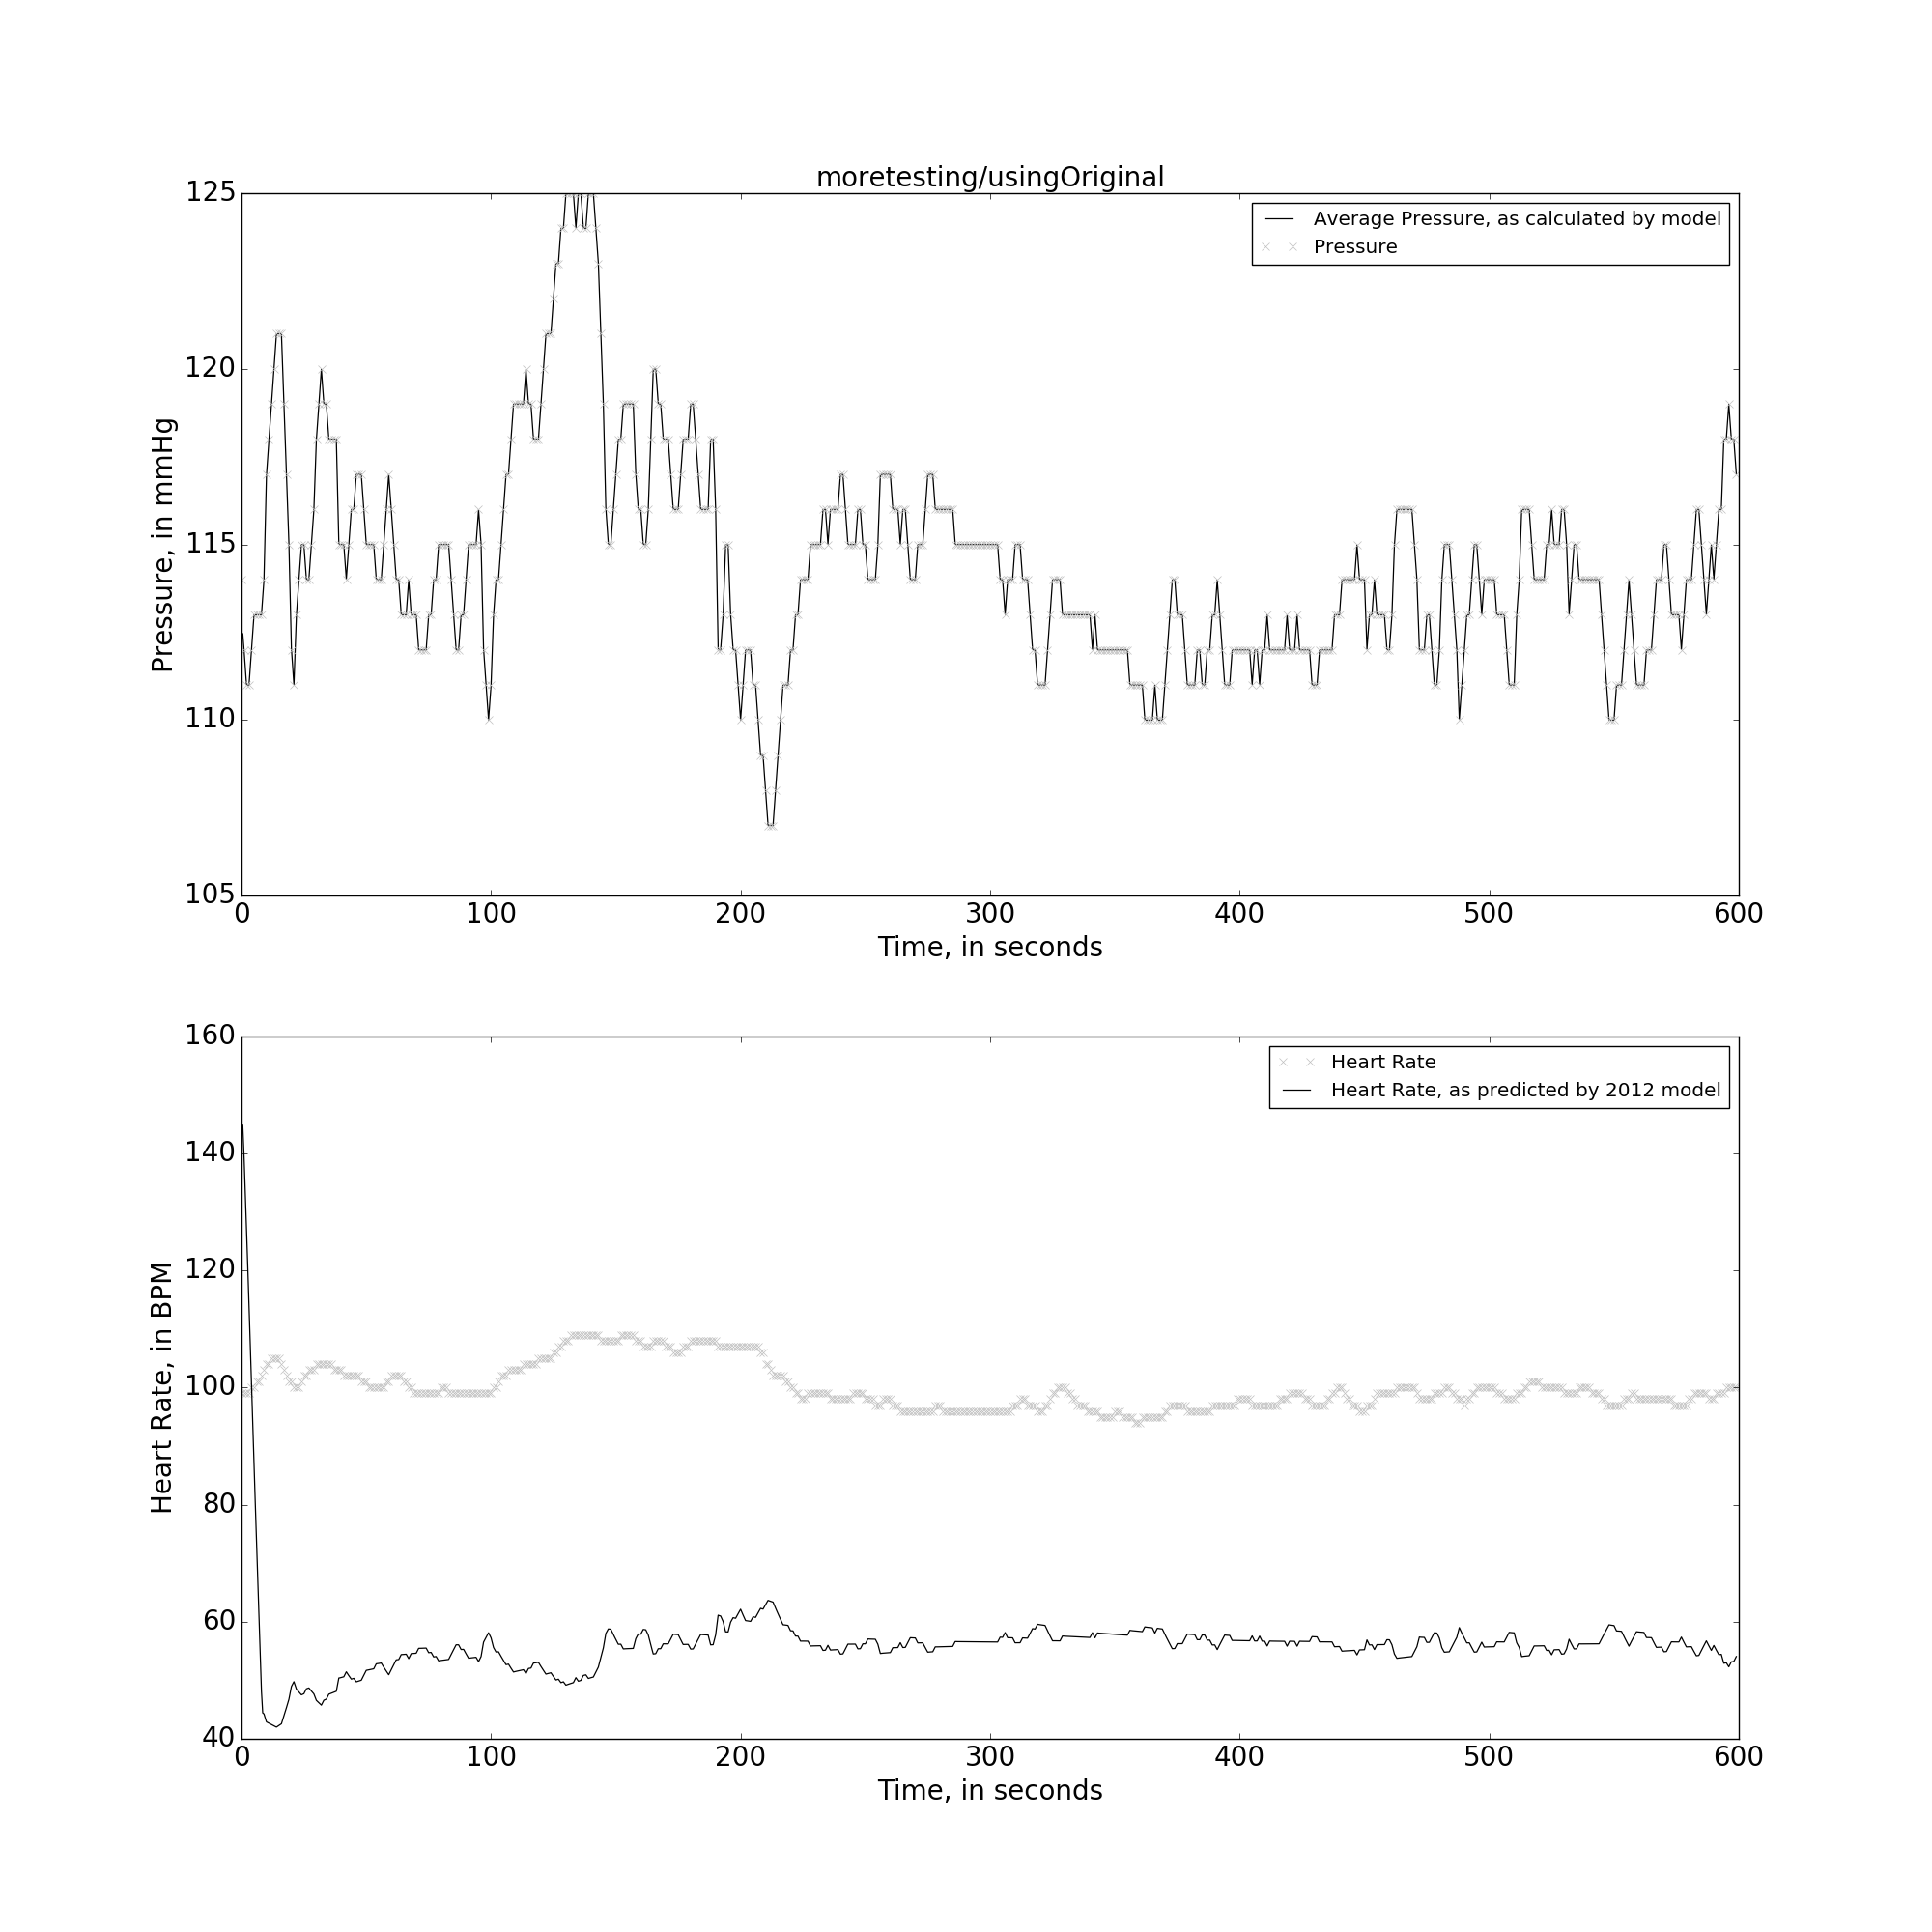 moretesting/usingOriginal
125
120
115
110
105
Pressure, in mmHg
Average Pressure, as calculated by model
Pressure
0 100 200 300 400 500 600
Time, in seconds
160
140
120
100
80
60
40
Heart Rate, in BPM
Heart Rate
Heart Rate, as predicted by 2012 model
0 100 200 300 400 500 600
Time, in seconds